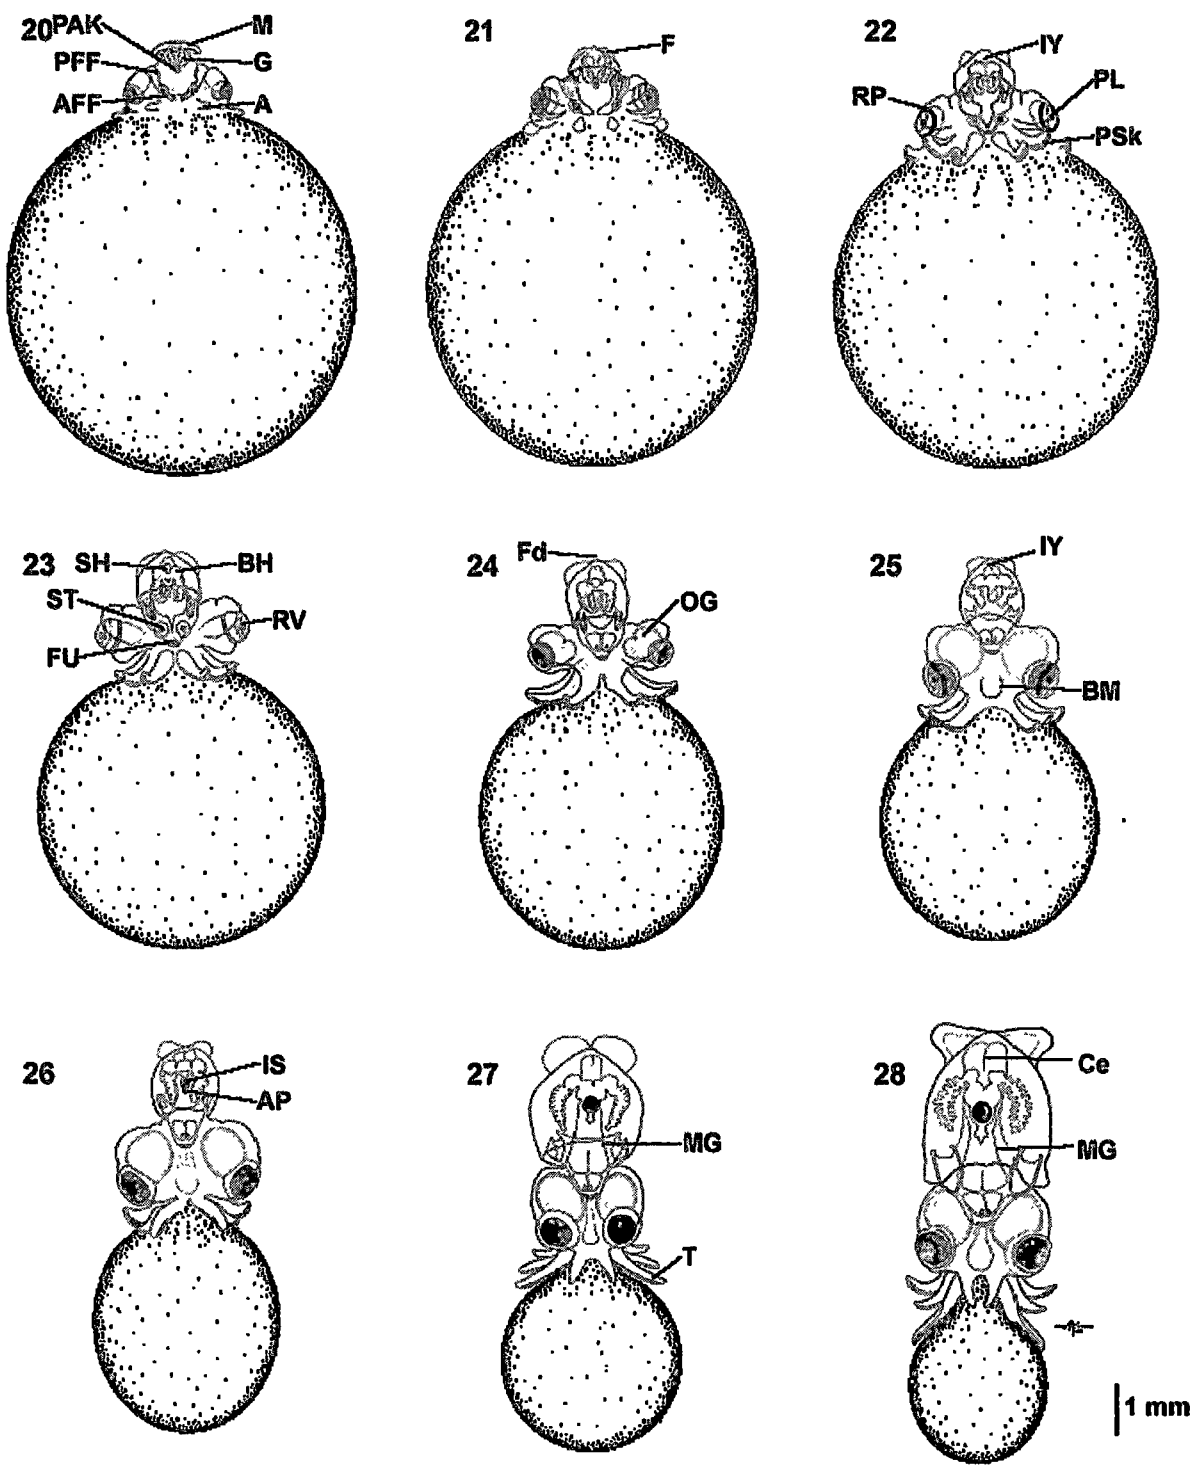 20 PAK M
PFF G
AFF A
21 F
22 IY
RP PL
PSk
23 SH BH
ST RV
FU
24 Fd
OG
25 IY
BM
26 IS
AP
27
MG
T
28 Ce
MG
1 mm